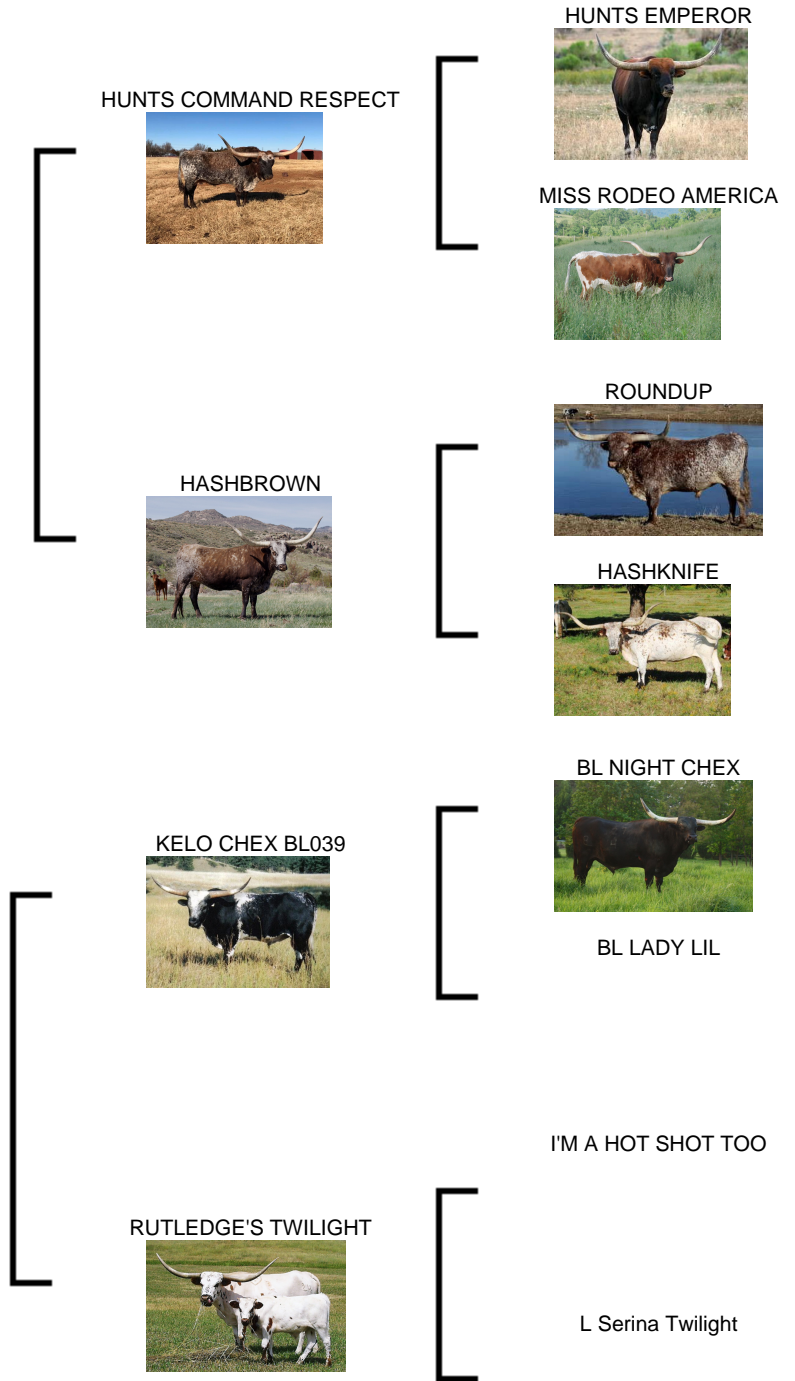 HUNTS EMPEROR
HUNTS COMMAND RESPECT
MISS RODEO AMERICA
ROUNDUP
HASHBROWN
HASHKNIFE
BL NIGHT CHEX
KELO CHEX BL039
BL LADY LIL
I'M A HOT SHOT TOO
RUTLEDGE'S TWILIGHT
L Serina Twilight